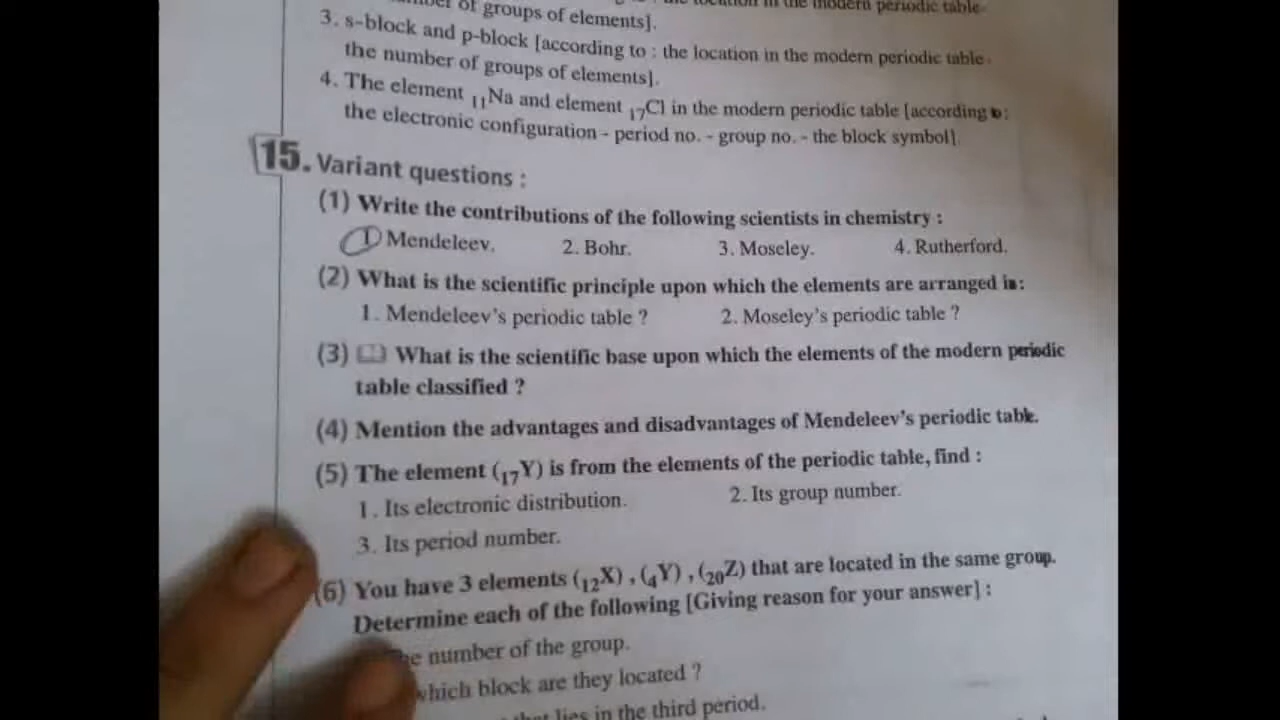 of groups of elements].
the location in the modern periodic table-
3. s-block and p-block [according to : the location in the modern periodic table-
the number of groups of elements].
4. The element ₁₁Na and element ₁₇Cl in the modern periodic table [according to:
the electronic configuration - period no. - group no. - the block symbol]
15. Variant questions :
(1) Write the contributions of the following scientists in chemistry :
1 Mendeleev. 2. Bohr. 3. Moseley. 4. Rutherford.
(2) What is the scientific principle upon which the elements are arranged in:
1. Mendeleev's periodic table ? 2. Moseley's periodic table ?
(3) What is the scientific base upon which the elements of the modern periodic
table classified ?
(4) Mention the advantages and disadvantages of Mendeleev's periodic table.
(5) The element (₁₇Y) is from the elements of the periodic table, find :
1. Its electronic distribution. 2. Its group number.
3. Its period number.
(6) You have 3 elements (₁₂X) , (₄Y) , (₂₀Z) that are located in the same group.
Determine each of the following [Giving reason for your answer] :
number of the group.
which block are they located ?
that lies in the third period.